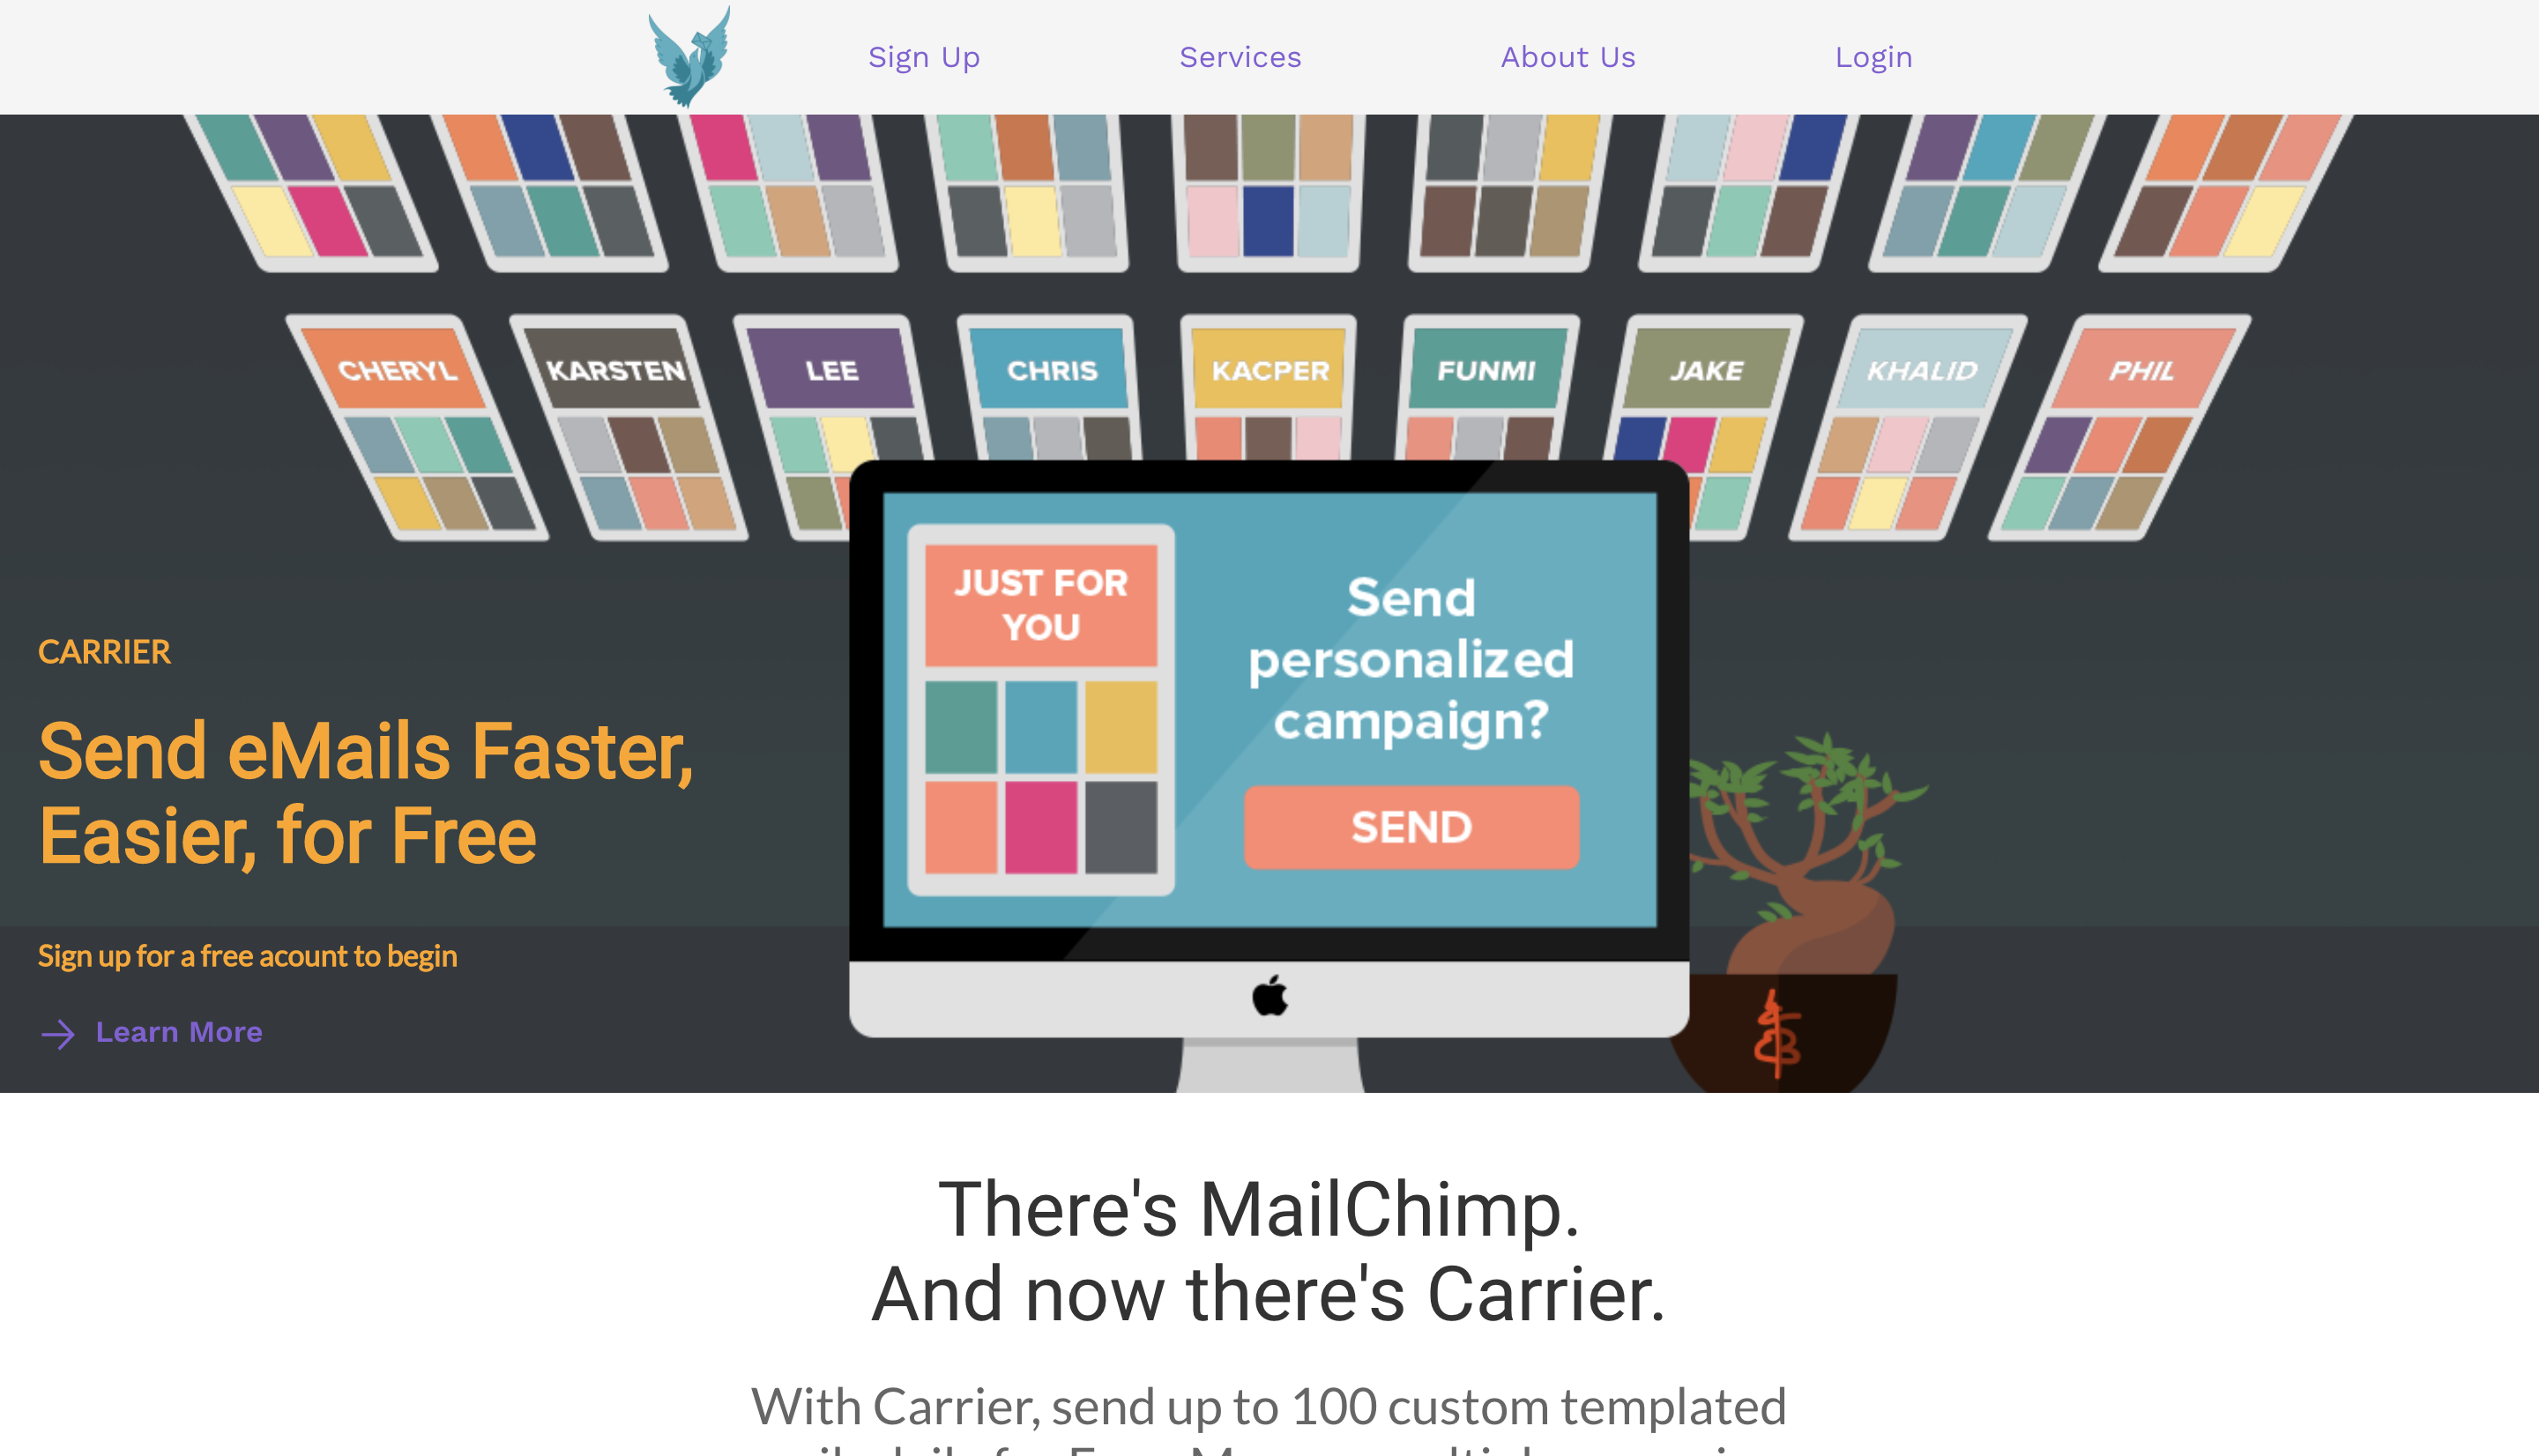 Sign Up
Services
About Us
Login
CHERYL
KARSTEN
LEE
CHRIS
KACPER
FUNMI
JAKE
KHALID
PHIL
JUST FOR
YOU
Send
personalized
campaign?
SEND
CARRIER
Send eMails Faster,
Easier, for Free
Sign up for a free acount to begin
Learn More
There's MailChimp.
And now there's Carrier.
With Carrier, send up to 100 custom templated